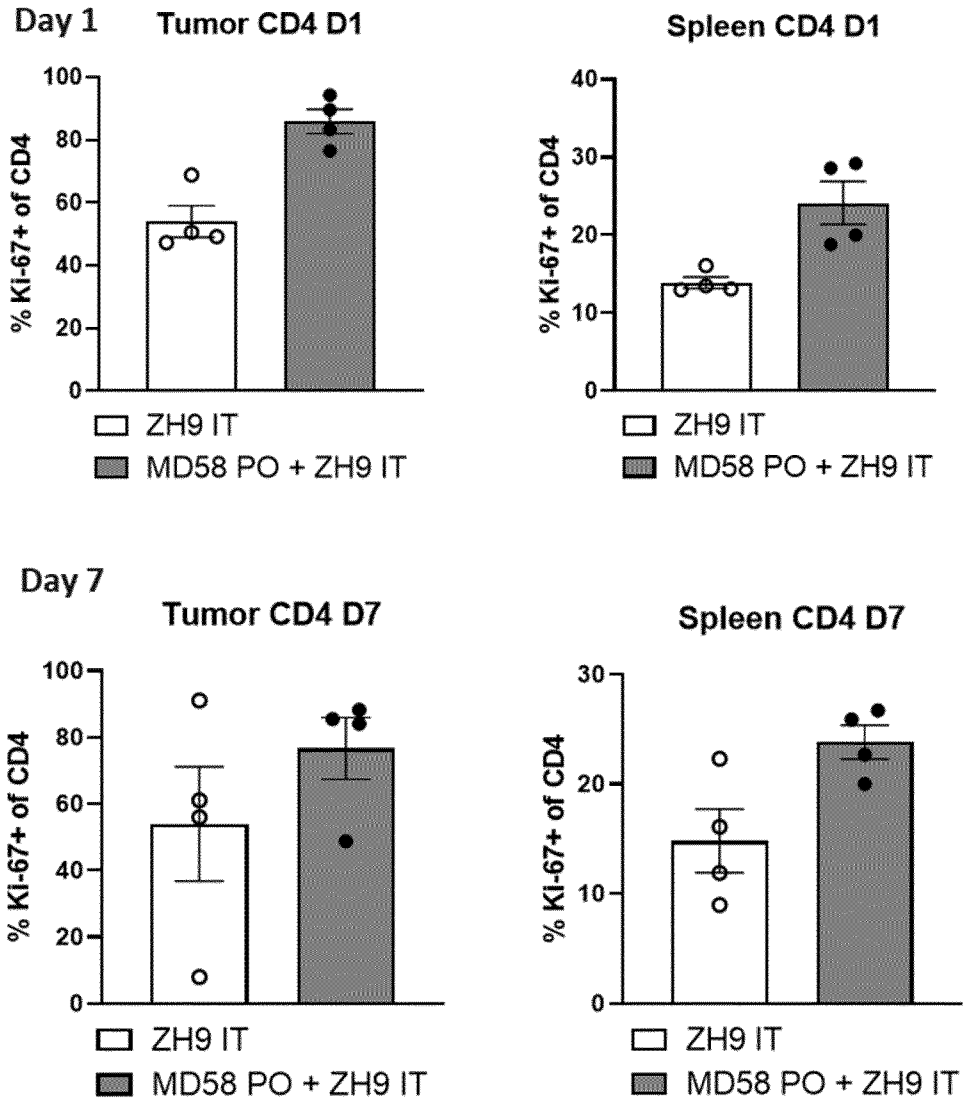 Day 1
Tumor CD4 D1
% Ki-67+ of CD4
100
80
60
40
20
0
ZH9 IT
MD58 PO + ZH9 IT
Spleen CD4 D1
% Ki-67+ of CD4
40
30
20
10
0
ZH9 IT
MD58 PO + ZH9 IT
Day 7
Tumor CD4 D7
% Ki-67+ of CD4
100
80
60
40
20
0
ZH9 IT
MD58 PO + ZH9 IT
Spleen CD4 D7
% Ki-67+ of CD4
30
20
10
0
ZH9 IT
MD58 PO + ZH9 IT